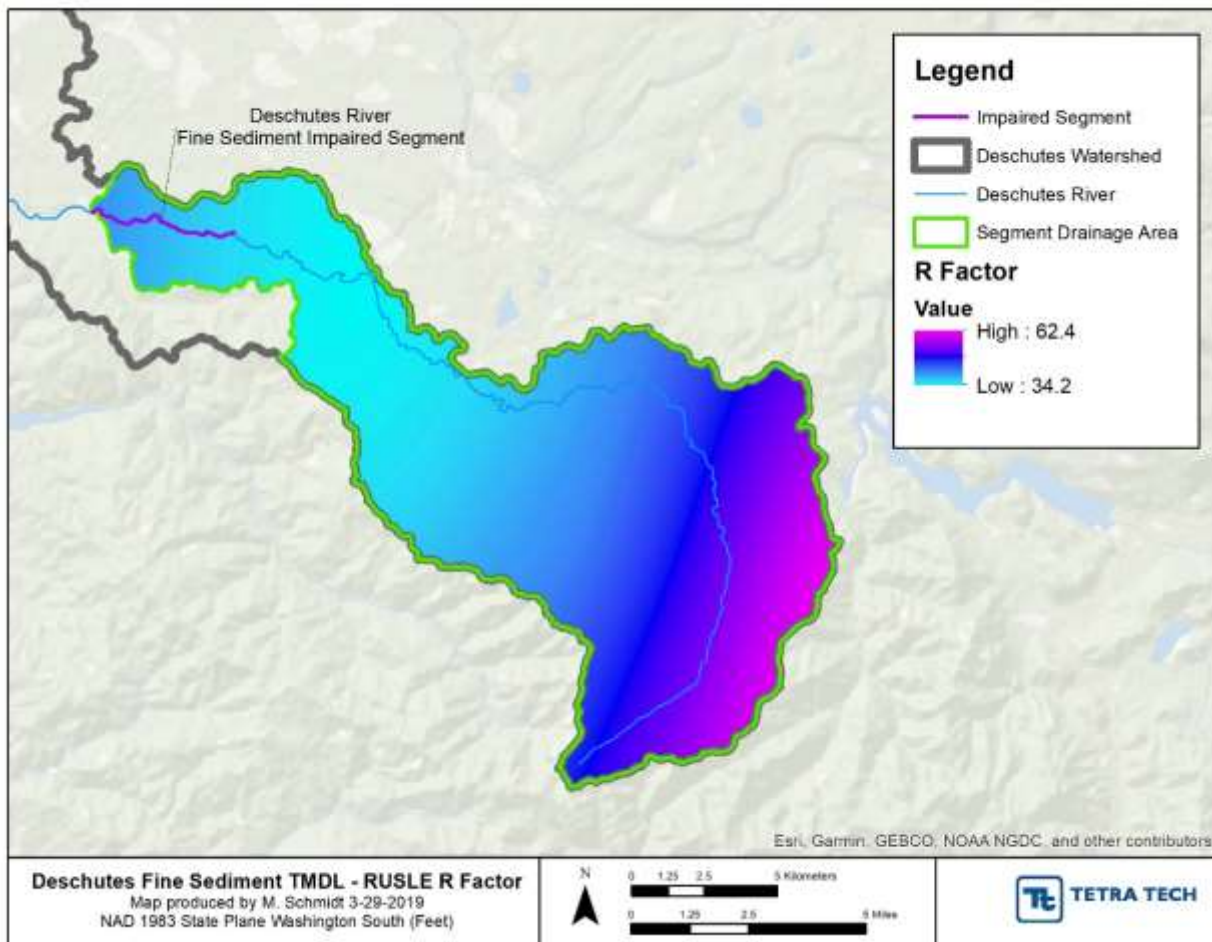 Deschutes River
Fine Sediment Impaired Segment
Legend
Impaired Segment
Deschutes Watershed
Deschutes River
Segment Drainage Area
R Factor
Value
High : 62.4
Low : 34.2
Esri, Garmin, GEBCO, NOAA NGDC, and other contributors
Deschutes Fine Sediment TMDL - RUSLE R Factor
Map produced by M. Schmidt 3-29-2019
NAD 1983 State Plane Washington South (Feet)
N
0 1.25 2.5 5 Kilometers
0 1.25 2.5 5 Miles
Tt TETRA TECH